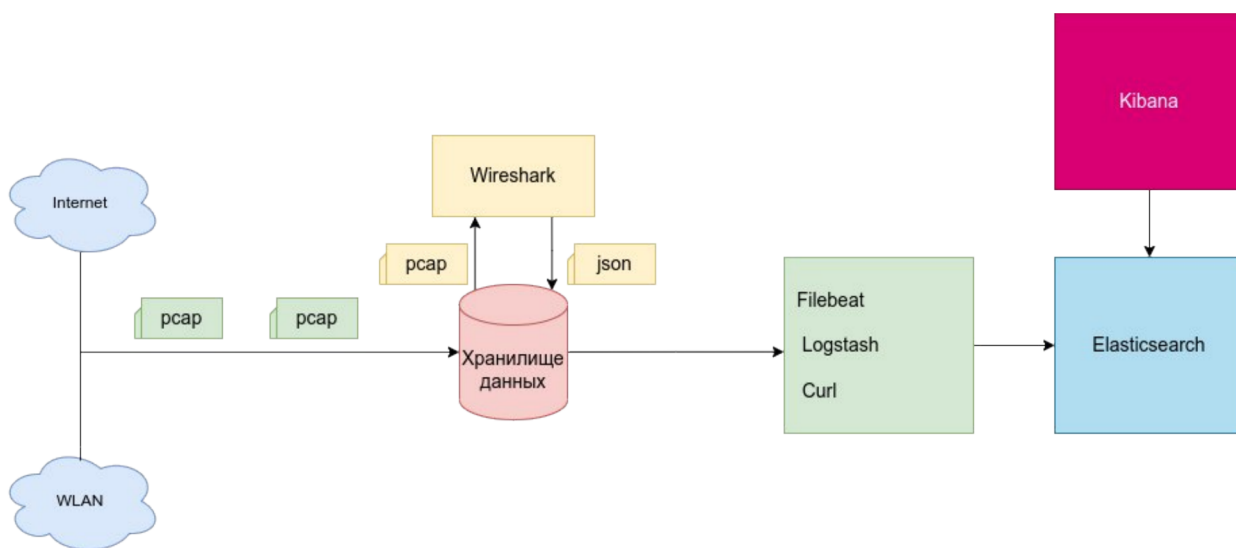 Kibana
Wireshark
Internet
pcap
json
pcap
pcap
Filebeat
Logstash
Curl
Хранилище
данных
Elasticsearch
WLAN